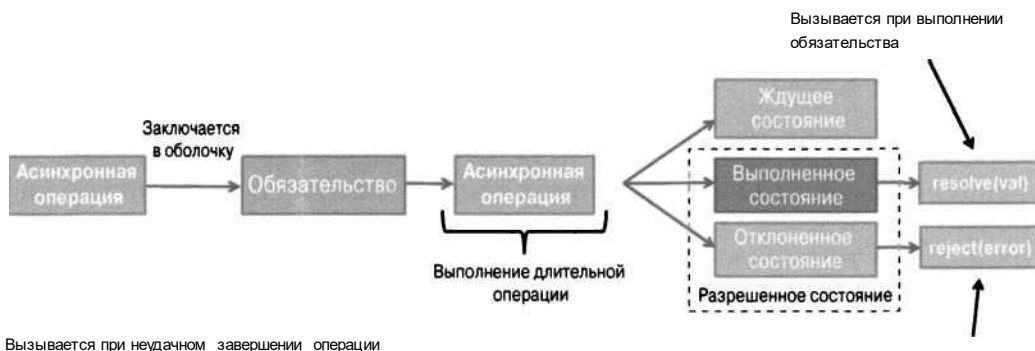 Вызывается при выполнении
обязательства
Ждущее
состояние
Заключается
в оболочку
Асинхронная
операция
Обязательство
Асинхронная
операция
Выполненное
состояние
resolve(val)
Отклоненное
состояние
reject(error)
Выполнение длительной
операции
Разрешенное состояние
Вызывается при неудачном завершении операции